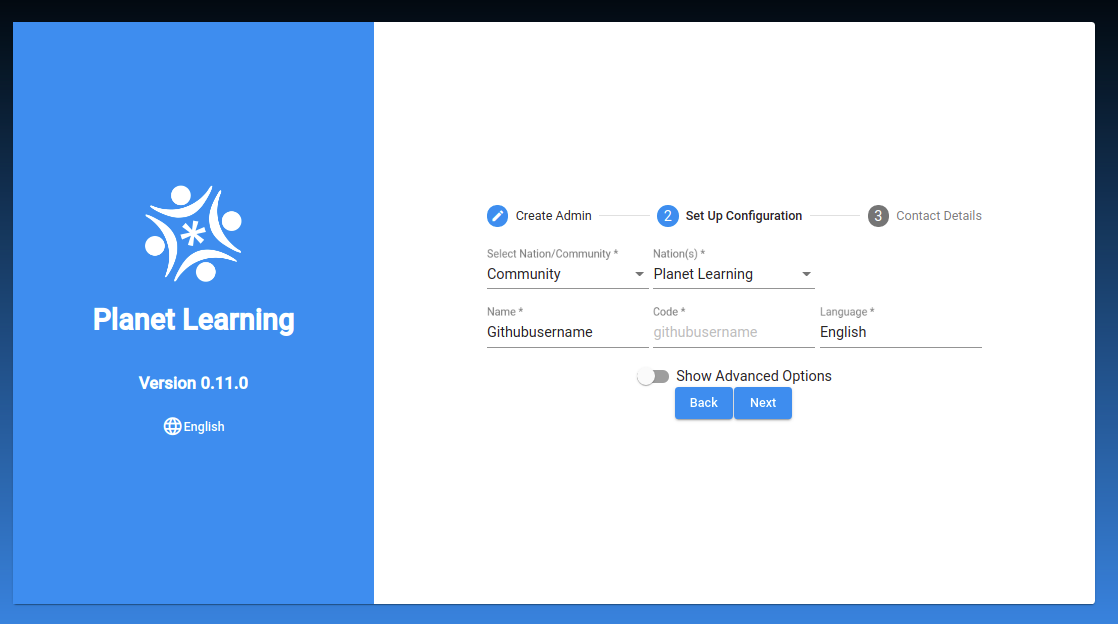 Planet Learning
Version 0.11.0
English
Create Admin
2 Set Up Configuration
3 Contact Details
Select Nation/Community *
Community
Nation(s) *
Planet Learning
Name *
Githubusername
Code *
githubusername
Language *
English
Show Advanced Options
Back
Next